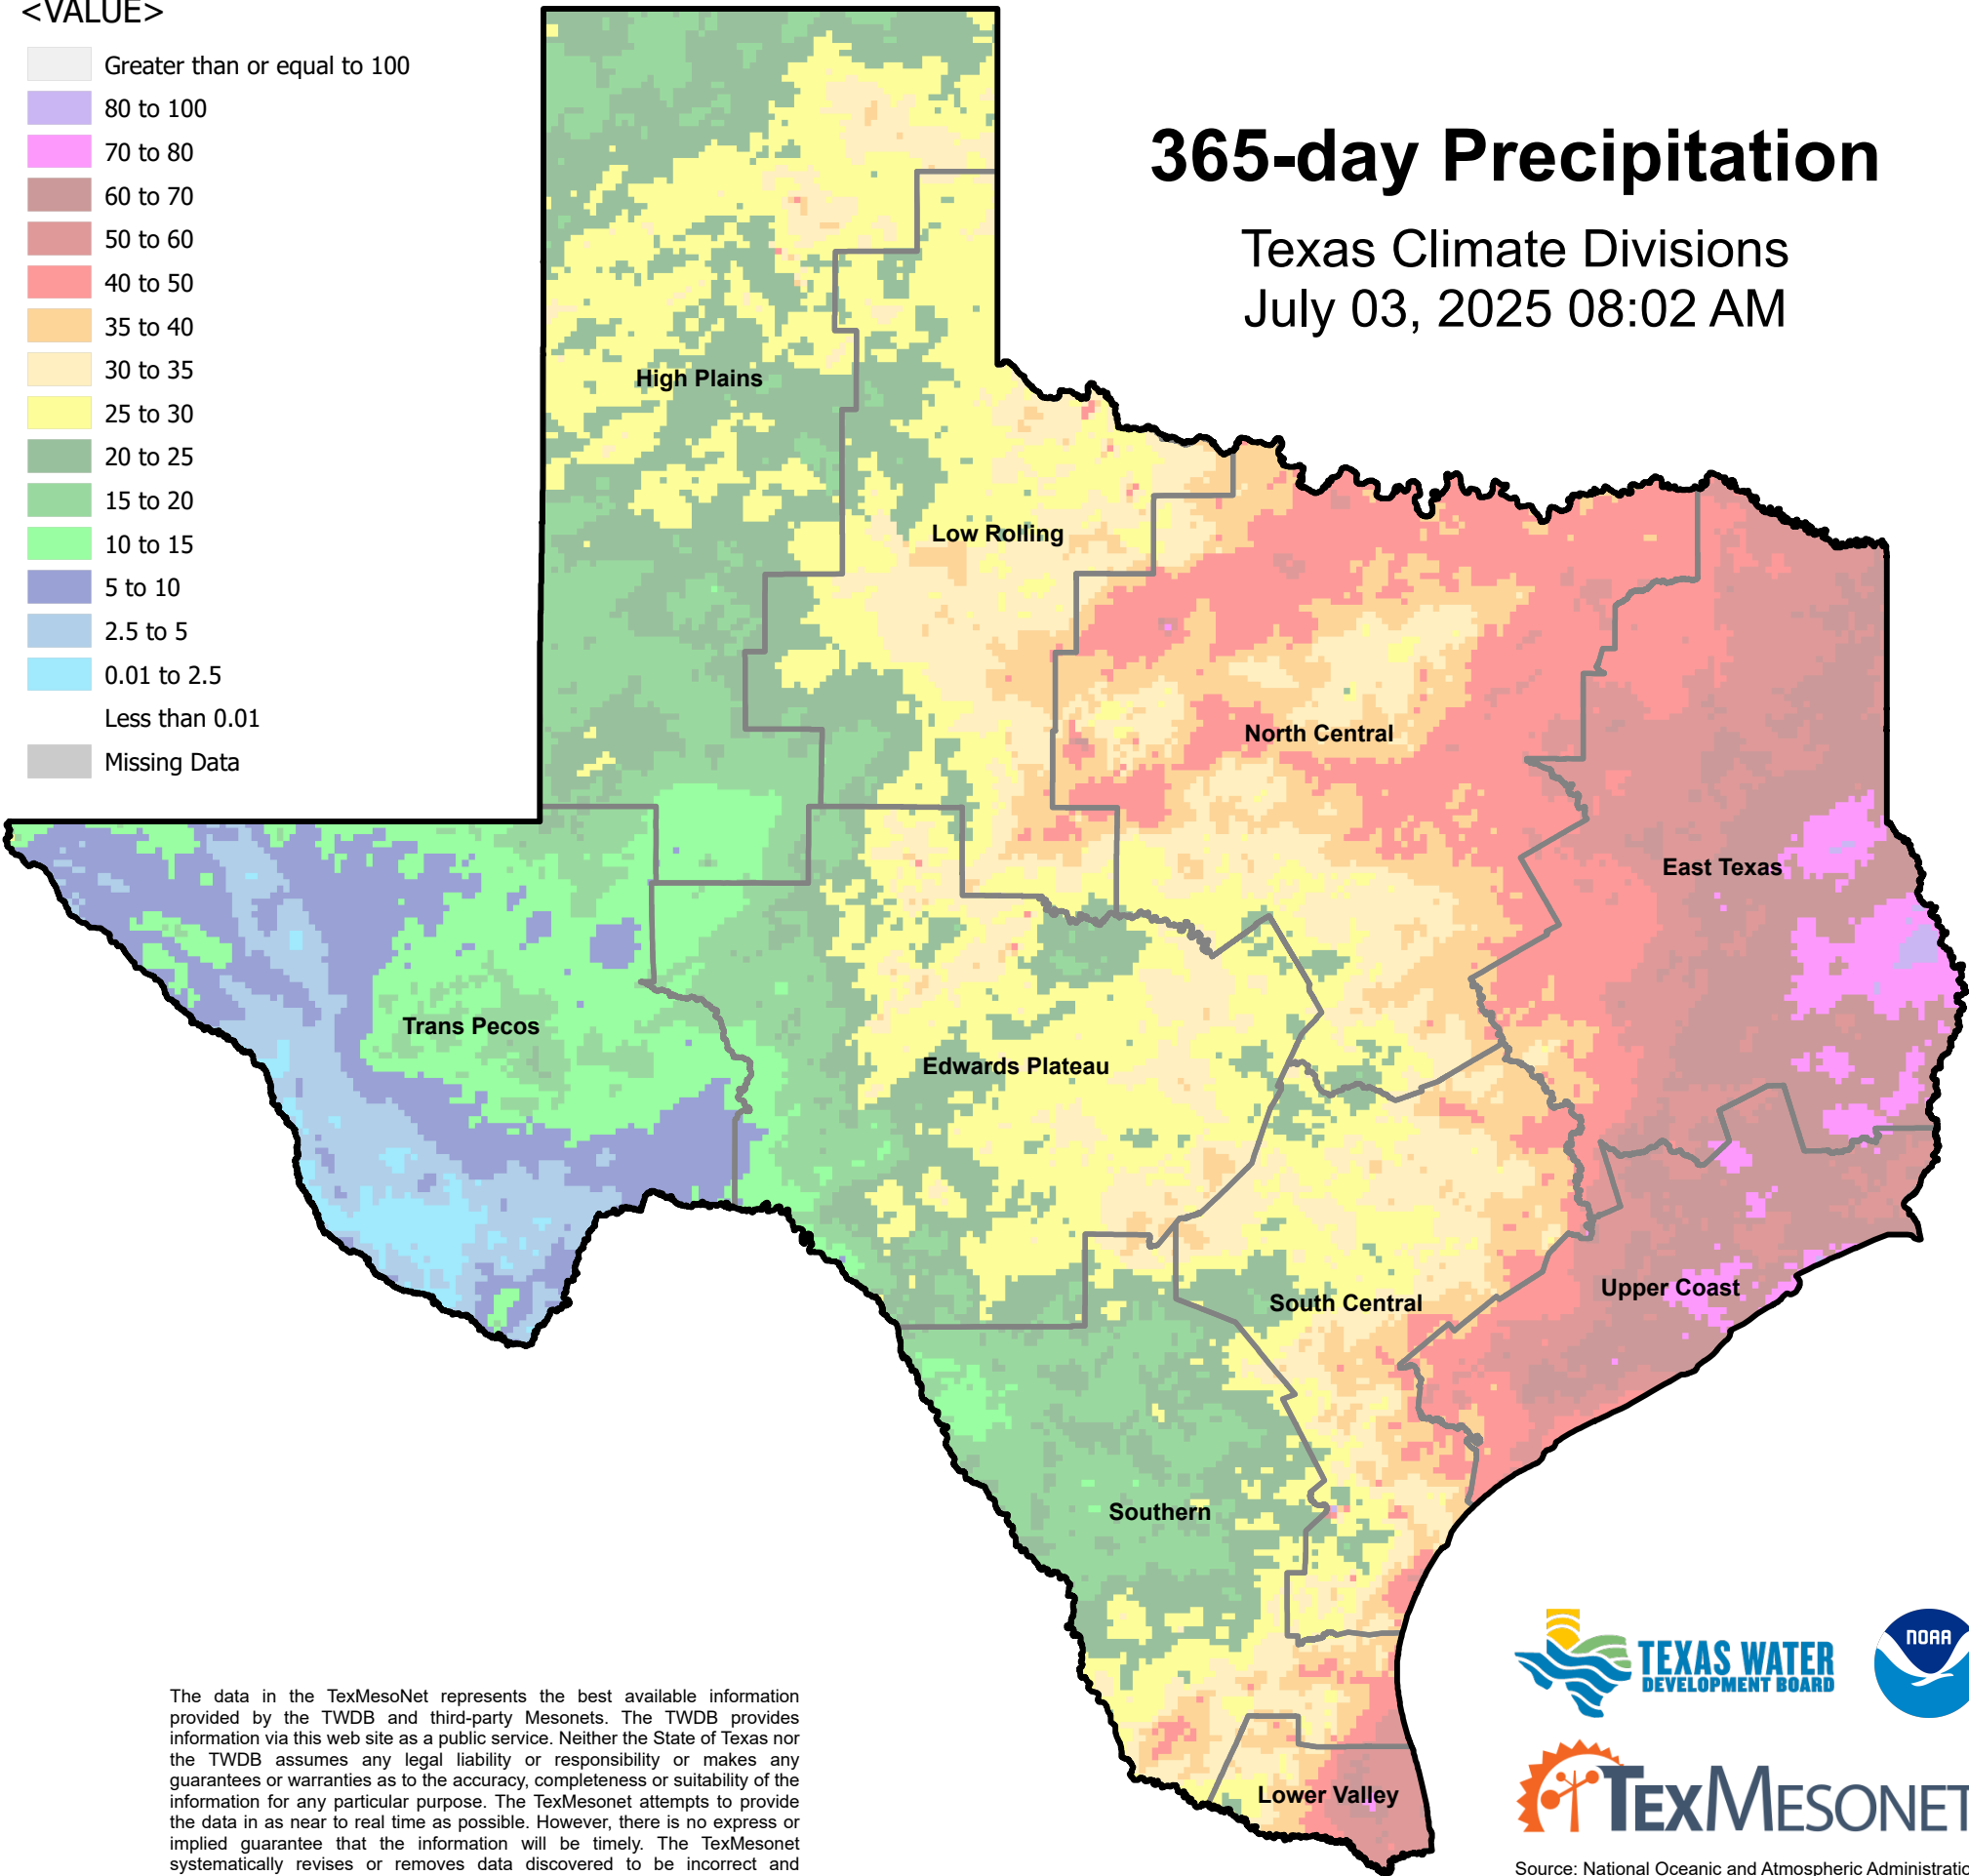 <VALUE>
Greater than or equal to 100
80 to 100
70 to 80
60 to 70
50 to 60
40 to 50
35 to 40
30 to 35
25 to 30
20 to 25
15 to 20
10 to 15
5 to 10
2.5 to 5
0.01 to 2.5
Less than 0.01
Missing Data
365-day Precipitation
Texas Climate Divisions
July 03, 2025 08:02 AM
High Plains
Low Rolling
North Central
East Texas
Trans Pecos
Edwards Plateau
South Central
Upper Coast
Southern
Lower Valley
The data in the TexMesoNet represents the best available information
provided by the TWDB and third-party Mesonets. The TWDB provides
information via this web site as a public service. Neither the State of Texas nor
the TWDB assumes any legal liability or responsibility or makes any
guarantees or warranties as to the accuracy, completeness or suitability of the
information for any particular purpose. The TexMesonet attempts to provide
the data in as near to real time as possible. However, there is no express or
implied guarantee that the information will be timely. The TexMesonet
systematically revises or removes data discovered to be incorrect and
TEXAS WATER
DEVELOPMENT BOARD
NOAA
TEXMESONET
Source: National Oceanic and Atmospheric Administratio